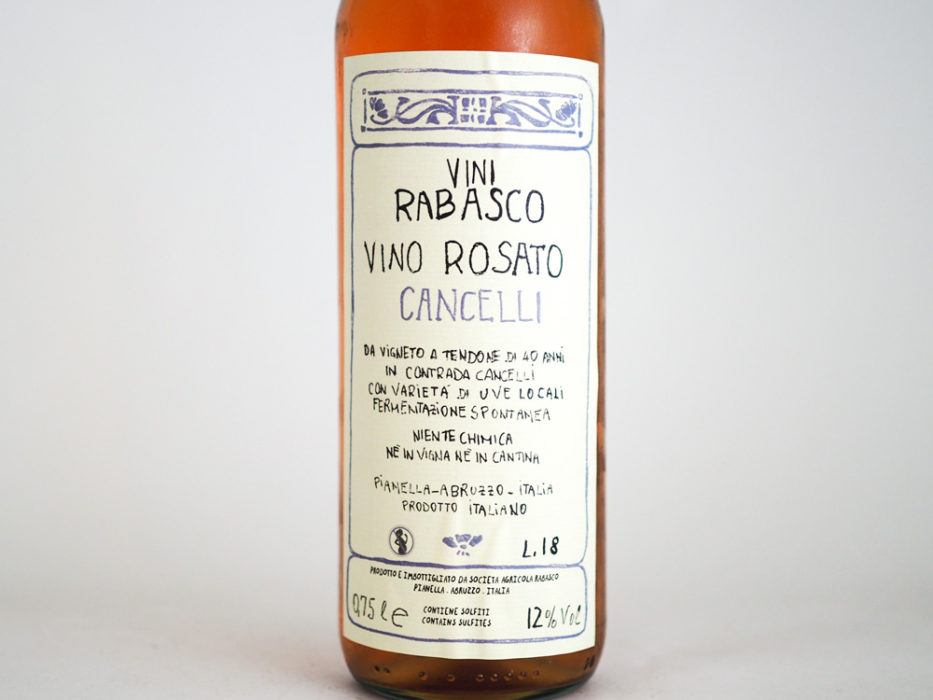 VINI
RABASCO
VINO ROSATO
CANCELLI
DA VIGNETO A TENDONE DI 40 ANNI
IN CONTRADA CANCELLI
CON VARIETÀ DI UVE LOCALI
FERMENTAZIONE SPONTANEA
NIENTE CHIMICA
NÈ IN VIGNA NÈ IN CANTINA
PIANELLA-ABRUZZO-ITALIA
PRODOTTO ITALIANO
L.18
PRODOTTO E IMBOTTIGLIATO DA SOCIETÀ AGRICOLA RABASCO
PIANELLA . ABRUZZO . ITALIA
0,75 l e
CONTIENE SOLFITI
CONTAINS SULFITES
12% Vol